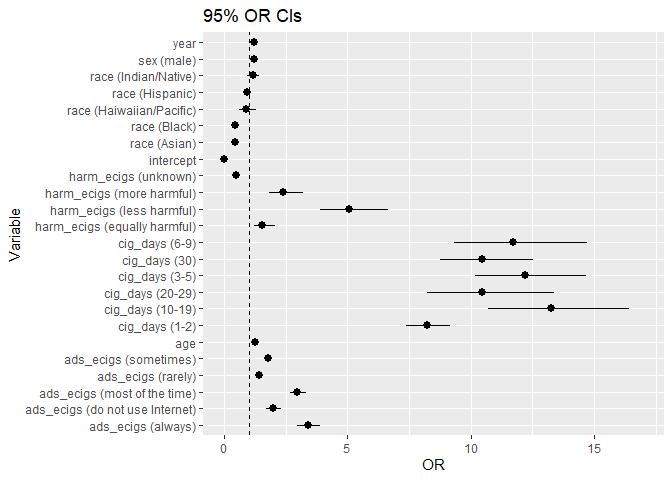 95% OR CIs
Variable
year
sex (male)
race (Indian/Native)
race (Hispanic)
race (Haiwaiian/Pacific)
race (Black)
race (Asian)
intercept
harm_ecigs (unknown)
harm_ecigs (more harmful)
harm_ecigs (less harmful)
harm_ecigs (equally harmful)
cig_days (6-9)
cig_days (30)
cig_days (3-5)
cig_days (20-29)
cig_days (10-19)
cig_days (1-2)
age
ads_ecigs (sometimes)
ads_ecigs (rarely)
ads_ecigs (most of the time)
ads_ecigs (do not use Internet)
ads_ecigs (always)
0 5 10 15
OR